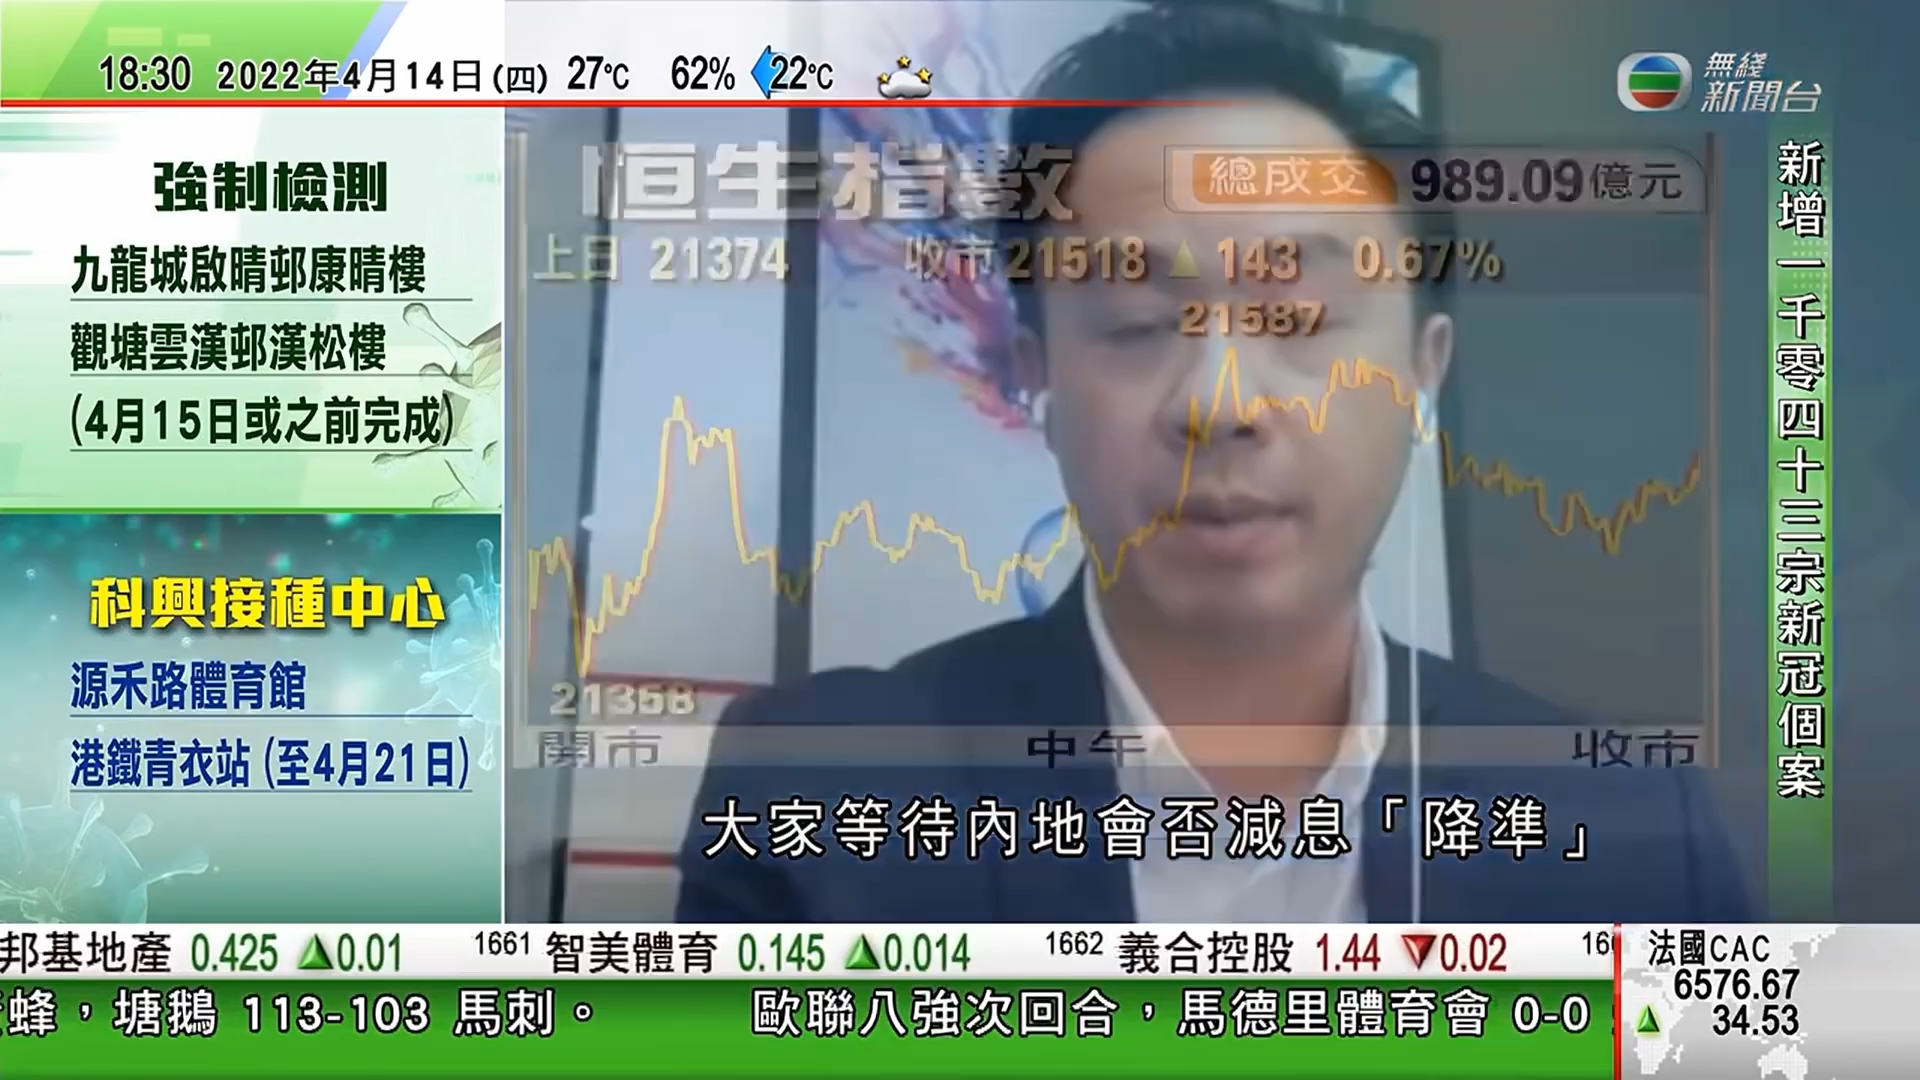 18:30 2022年4月14日(四) 27℃ 62% 22℃
無綫
新聞台
強制檢測
九龍城啟晴邨康晴樓
觀塘雲漢邨漢松樓
(4月15日或之前完成)
科興接種中心
源禾路體育館
港鐵青衣站 (至4月21日)
恒生指數
總成交 989.09億元
上日 21374 收市 21518 ▲ 143 0.67%
21587
21358
開市 中午 收市
大家等待內地會否減息「降準」
新增一千零四十三宗新冠個案
邦基地產 0.425 ▲0.01 1661 智美體育 0.145 ▲0.014 1662 義合控股 1.44 ▼0.02
蜂，塘鵝 113-103 馬刺。 歐聯八強次回合，馬德里體育會 0-0
法國CAC
6576.67
▲ 34.53